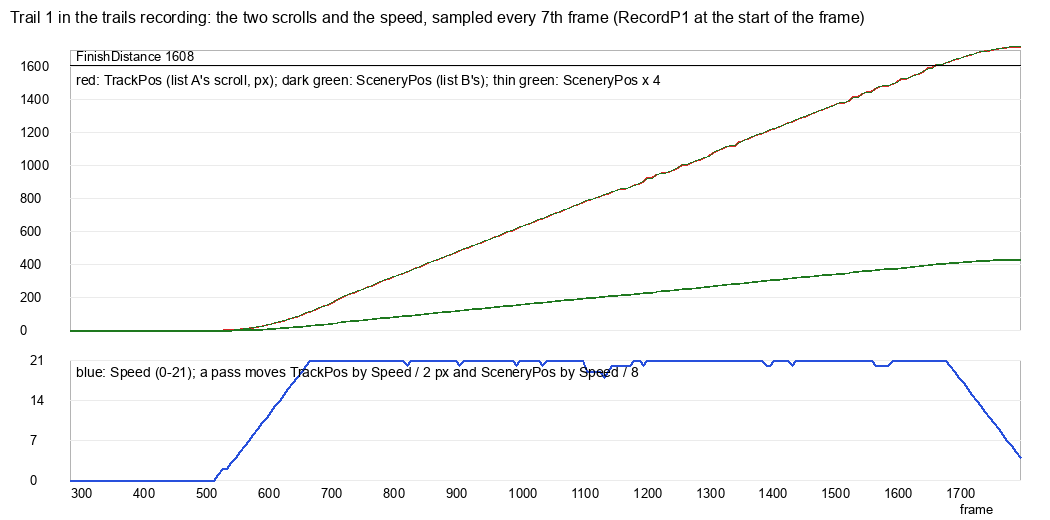 Trail 1 in the trails recording: the two scrolls and the speed, sampled every 7th frame (RecordP1 at the start of the frame)
FinishDistance 1608
1600
red: TrackPos (list A's scroll, px); dark green: SceneryPos (list B's); thin green: SceneryPos x 4
1400
1200
1000
800
600
400
200
0
21
blue: Speed (0-21); a pass moves TrackPos by Speed / 2 px and SceneryPos by Speed / 8
14
7
0
300 400 500 600 700 800 900 1000 1100 1200 1300 1400 1500 1600 1700
frame